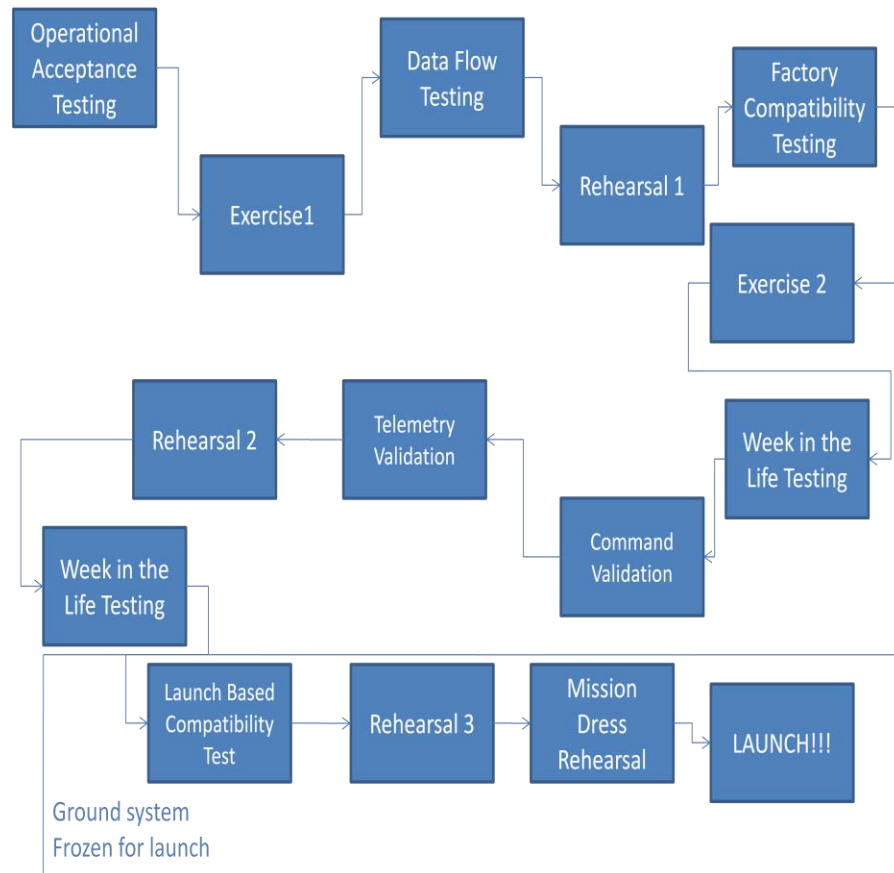 Operational
Acceptance
Testing
Exercise1
Data Flow
Testing
Rehearsal 1
Factory
Compatibility
Testing
Exercise 2
Week in the
Life Testing
Command
Validation
Telemetry
Validation
Rehearsal 2
Week in the
Life Testing
Launch Based
Compatibility
Test
Rehearsal 3
Mission
Dress
Rehearsal
LAUNCH!!!
Ground system
Frozen for launch